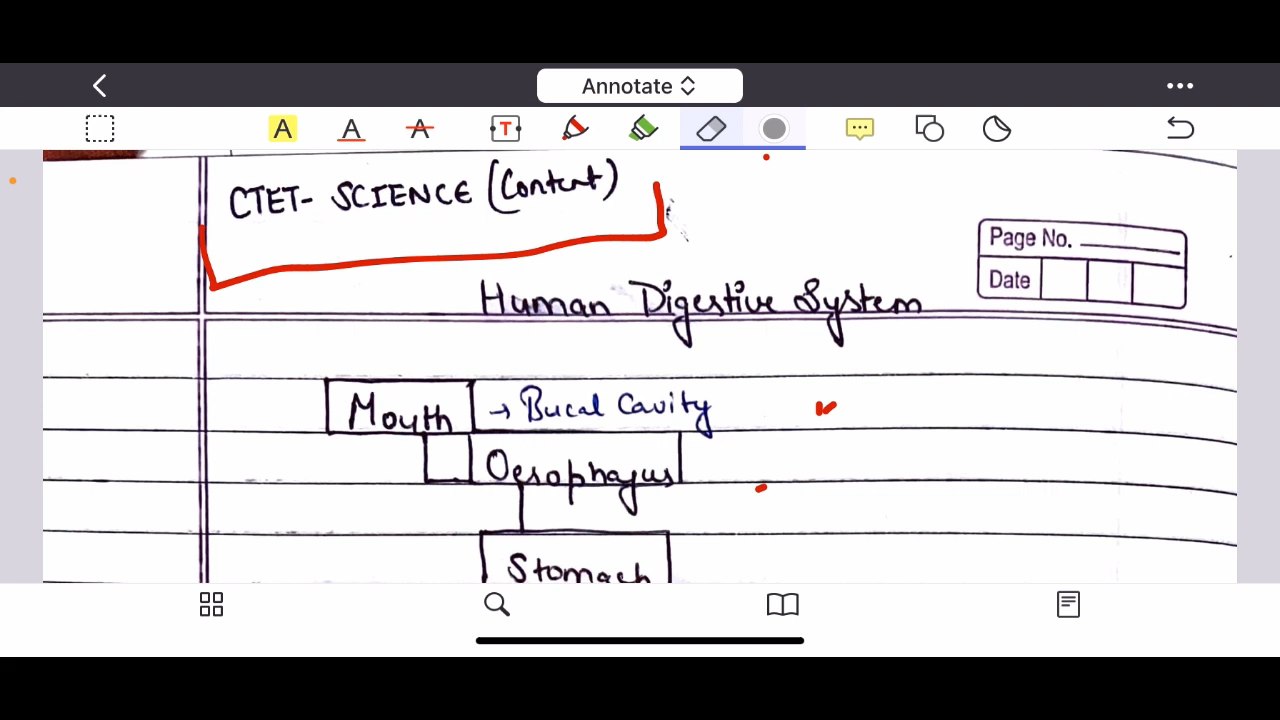 Annotate
A A A T
CTET- SCIENCE (Content)
Page No.
Date
Human Digestive System
Mouth → Bucal Cavity
Oesophagus
Stomach